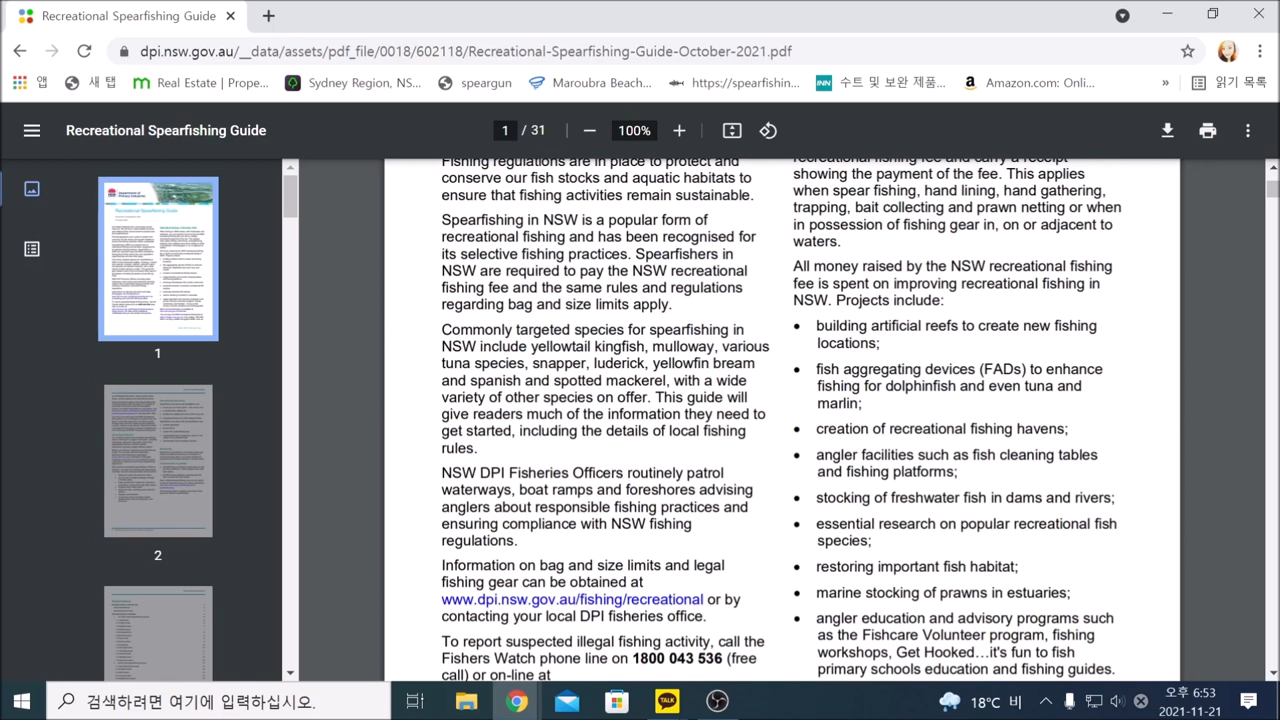 Recreational Spearfishing Guide
dpi.nsw.gov.au/__data/assets/pdf_file/0018/602118/Recreational-Spearfishing-Guide-October-2021.pdf
앱 새 탭 Real Estate | Prope... Sydney Region, NS... speargun Maroubra Beach... https://spearfishin... INN 수트 및 보완 제품... Amazon.com: Onli... » 읽기 목록
Recreational Spearfishing Guide 1 / 31 100%
Fishing regulations are in place to protect and
conserve our fish stocks and aquatic habitats to
ensure that fishing activities remain sustainable.
Spearfishing in NSW is a popular form of
recreational fishing and has been recognised for
its selective fishing practices. Spearfishers in
NSW are required to pay the NSW recreational
fishing fee and the same rules and regulations
regarding bag and size limits apply.
Commonly targeted species for spearfishing in
NSW include yellowtail kingfish, mulloway, various
tuna species, snapper, luderick, yellowfin bream
and spanish and spotted mackerel, with a wide
variety of other species on offer. This guide will
give readers much of the information they need to
get started, including the details of local fishing
rules.
NSW DPI Fisheries Officers routinely patrol
waterways, boat ramps and foreshores advising
anglers about responsible fishing practices and
ensuring compliance with NSW fishing
regulations.
Information on bag and size limits and legal
fishing gear can be obtained at
www.dpi.nsw.gov.au/fishing/recreational or by
contacting your local DPI fisheries office.
To report suspected illegal fishing activity, call the
Fishers Watch phone line on 1800 043 536 (free
call) or on-line at
recreational fishing fee and carry a receipt
showing the payment of the fee. This applies
when spear fishing, hand lining, hand gathering,
trapping, bait collecting and prawn netting or when
in possession of fishing gear in, on or adjacent to
waters.
All money raised by the NSW recreational fishing
fee is spent on improving recreational fishing in
NSW. Projects include:
• building artificial reefs to create new fishing
locations;
• fish aggregating devices (FADs) to enhance
fishing for dolphinfish and even tuna and
marlin;
• creation of recreational fishing havens;
• angler facilities such as fish cleaning tables
and fishing platforms;
• stocking of freshwater fish in dams and rivers;
• essential research on popular recreational fish
species;
• restoring important fish habitat;
• marine stocking of prawns in estuaries;
• angler education and advisory programs such
as the Fishcare Volunteer program, fishing
workshops, Get Hooked…it's fun to fish
primary schools education and fishing guides.
Department of
Primary Industries
Recreational Spearfishing Guide
1
2
검색하려면 여기에 입력하십시오.
TALK
18°C 비
오후 6:53
2021-11-21